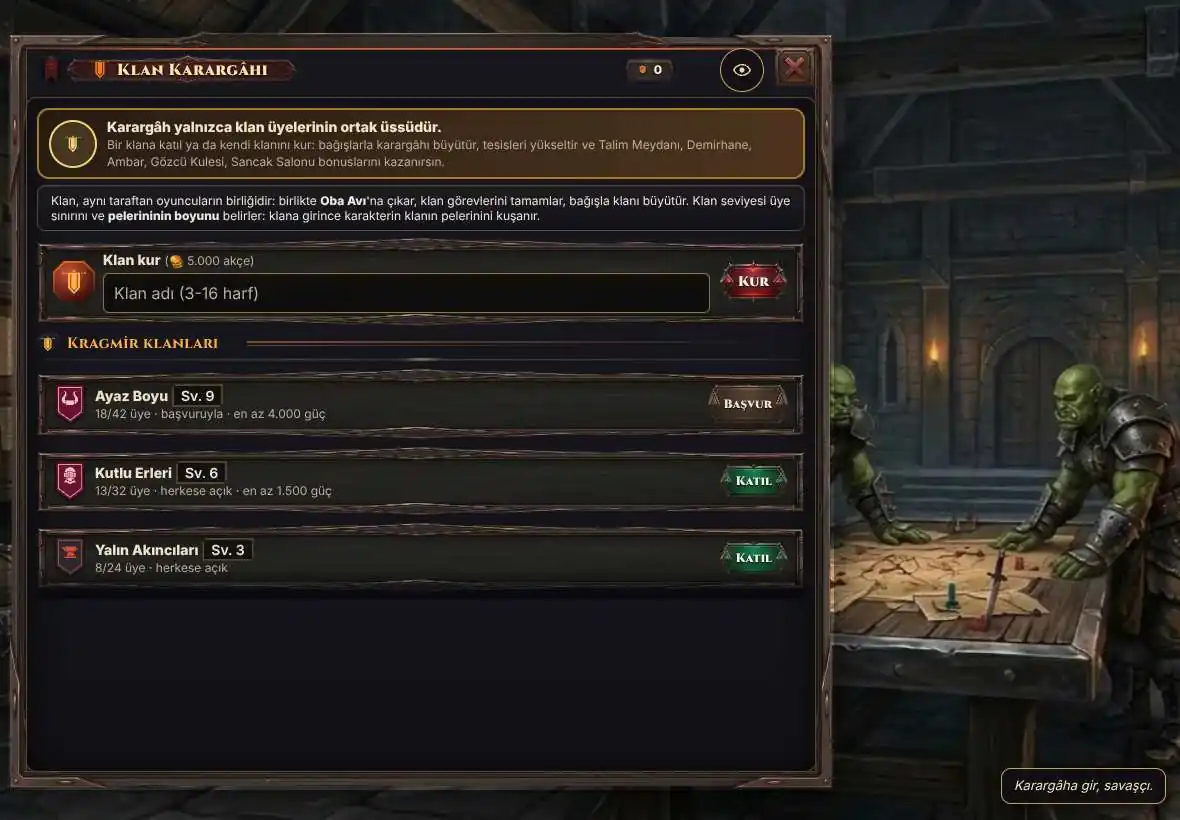 KLAN KARARGÂHI
0
Karargâh yalnızca klan üyelerinin ortak üssüdür.
Bir klana katıl ya da kendi klanını kur: bağışlarla karargâhı büyütür, tesisleri yükseltir ve Talim Meydanı, Demirhane,
Ambar, Gözcü Kulesi, Sancak Salonu bonuslarını kazanırsın.
Klan, aynı taraftan oyuncuların birliğidir: birlikte Oba Avı'na çıkar, klan görevlerini tamamlar, bağışla klanı büyütür. Klan seviyesi üye
sınırını ve pelerininin boyunu belirler: klana girince karakterin klanın pelerinini kuşanır.
Klan kur (5.000 akçe)
Klan adı (3-16 harf)
KUR
KRAGMİR KLANLARI
Ayaz Boyu Sv. 9
18/42 üye · başvuruyla · en az 4.000 güç
BAŞVUR
Kutlu Erleri Sv. 6
13/32 üye · herkese açık · en az 1.500 güç
KATIL
Yalın Akıncıları Sv. 3
8/24 üye · herkese açık
KATIL
Karargâha gir, savaşçı.